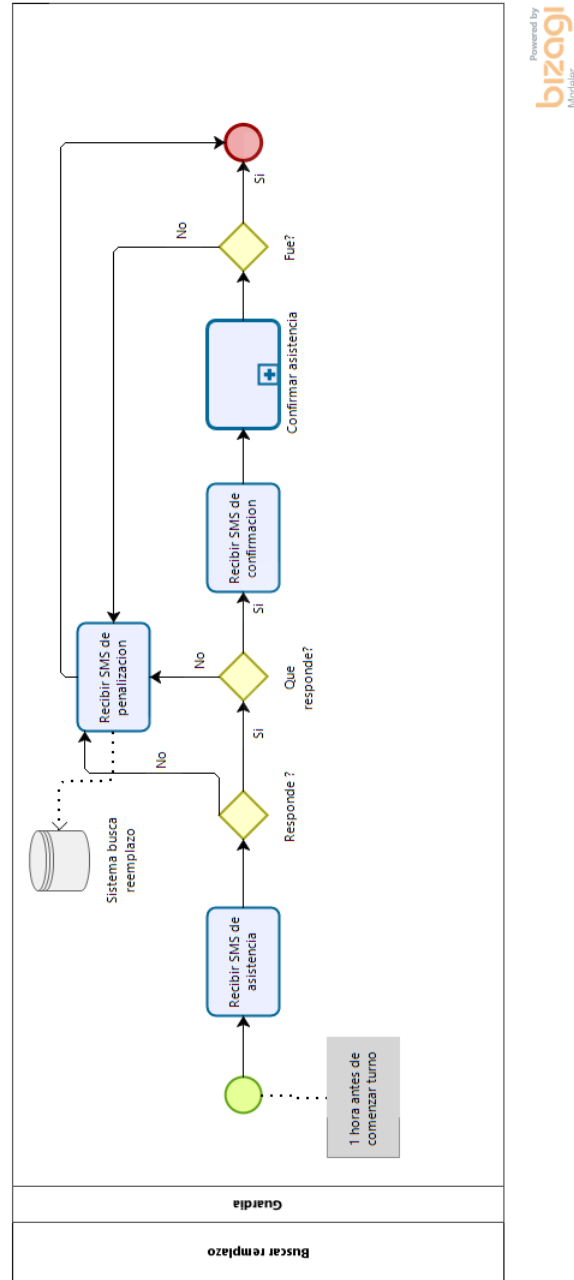 Buscar remplazo
Guardia
1 hora antes de
comenzar turno
Recibir SMS de
asistencia
Responde ?
No
Si
Sistema busca
reemplazo
Recibir SMS de
penalizacion
Que
responde?
No
Si
Recibir SMS de
confirmacion
Confirmar asistencia
Fue?
No
Si
Powered by
bizagi
Modeler